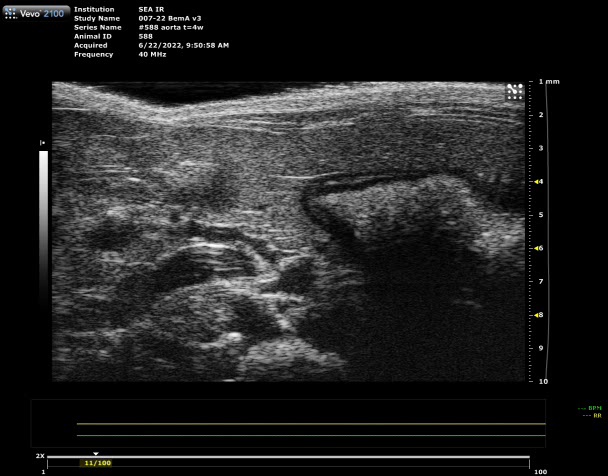 Vevo 2100
Institution SEA IR
Study Name 007-22 BemA v3
Series Name #588 aorta t=4w
Animal ID 588
Acquired 6/22/2022, 9:50:58 AM
Frequency 40 MHz
1 mm
2
3
4
5
6
7
8
9
10
--- BPM
--- RR
2X
11/100
1 100